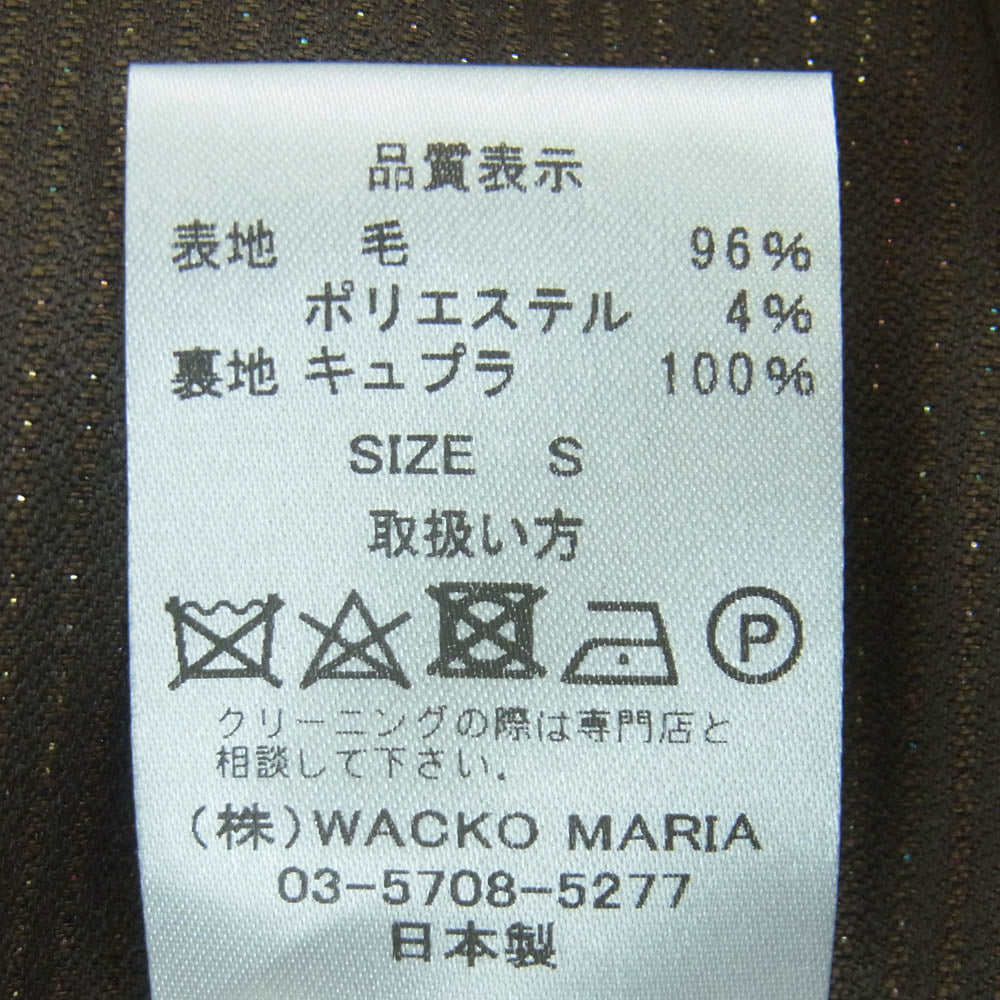 品質表示
表地 毛 96%
ポリエステル 4%
裏地 キュプラ 100%
SIZE S
取扱い方
P
クリーニングの際は専門店と
相談して下さい.
(株)WACKO MARIA
03-5708-5277
日本製